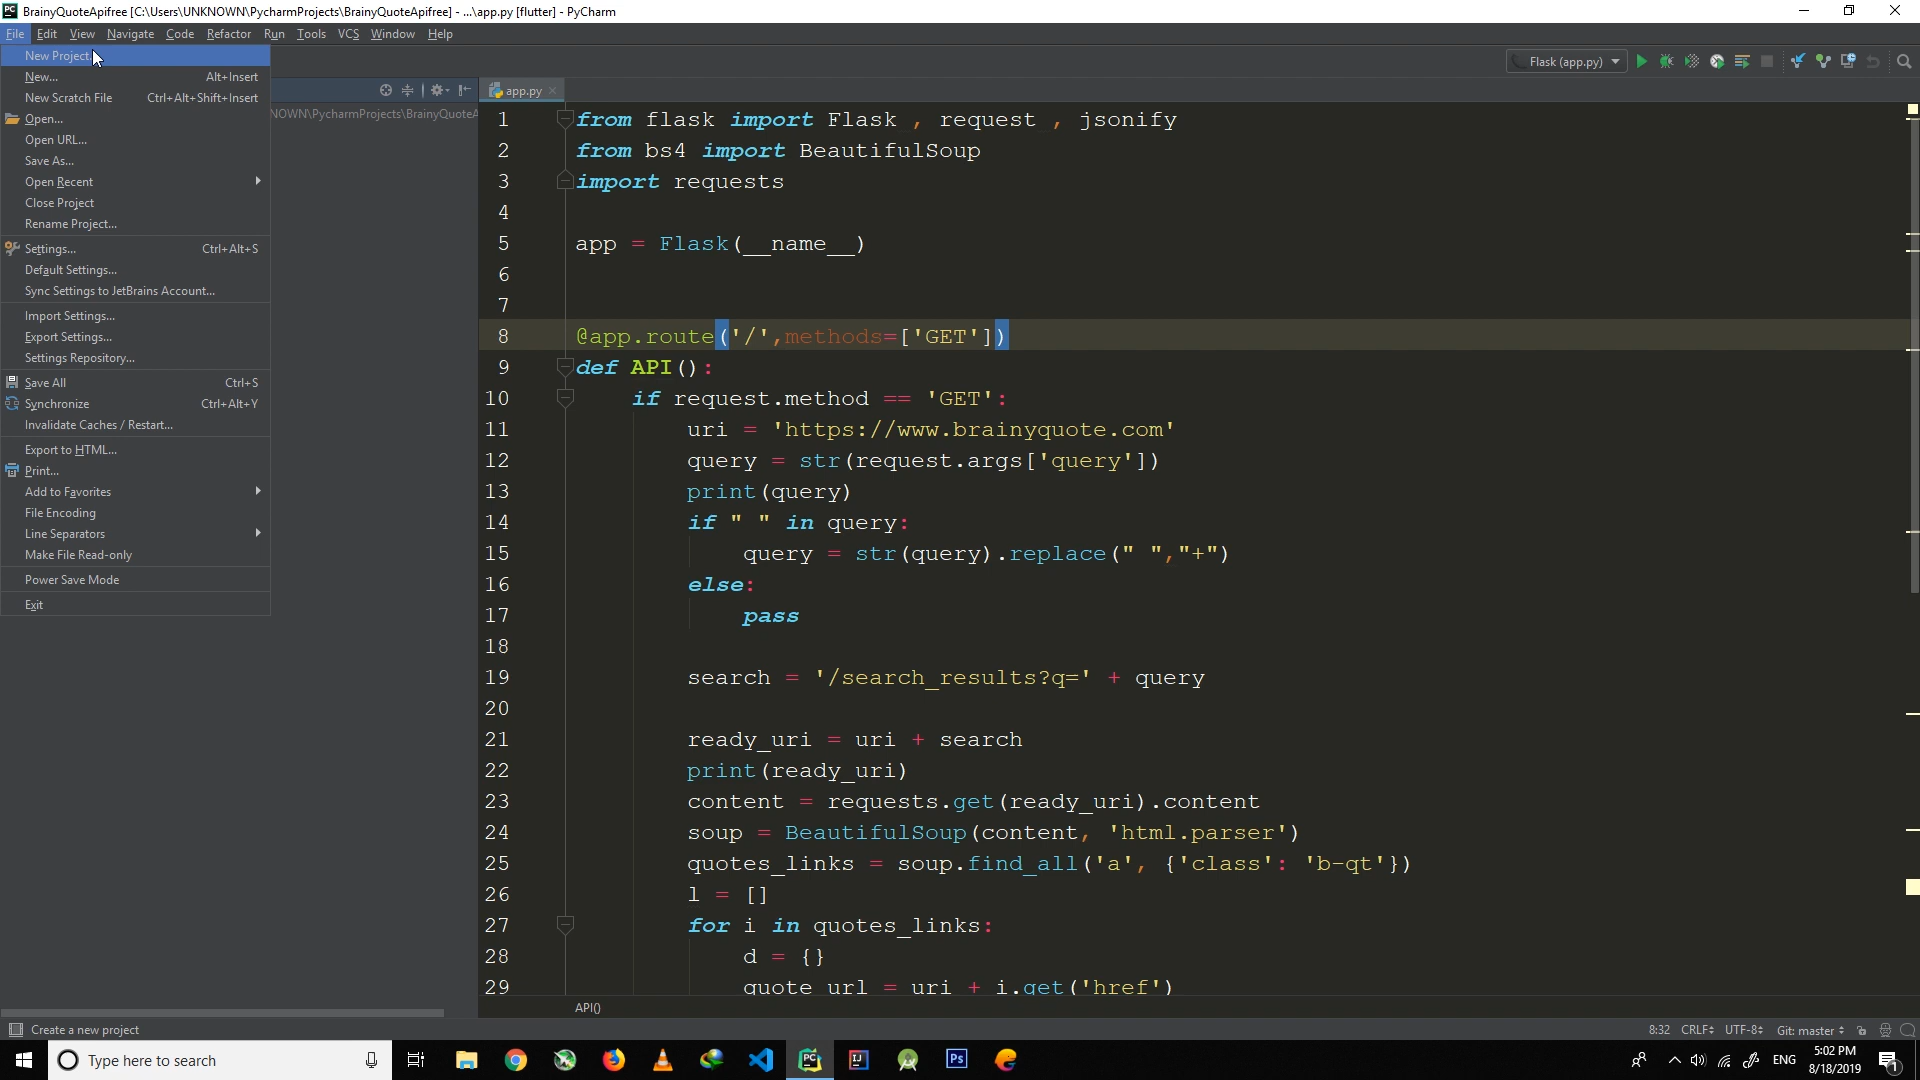 BrainyQuoteApifree [C:\Users\UNKNOWN\PycharmProjects\BrainyQuoteApifree] - ...\app.py [flutter] - PyCharm
File Edit View Navigate Code Refactor Run Tools VCS Window Help
New Project...
New... Alt+Insert
New Scratch File Ctrl+Alt+Shift+Insert
Open...
Open URL...
Save As...
Open Recent
Close Project
Rename Project...
Settings... Ctrl+Alt+S
Default Settings...
Sync Settings to JetBrains Account...
Import Settings...
Export Settings...
Settings Repository...
Save All Ctrl+S
Synchronize Ctrl+Alt+Y
Invalidate Caches / Restart...
Export to HTML...
Print...
Add to Favorites
File Encoding
Line Separators
Make File Read-only
Power Save Mode
Exit
NOWN\PycharmProjects\BrainyQuoteA
Flask (app.py)
app.py
1 from flask import Flask , request , jsonify
2 from bs4 import BeautifulSoup
3 import requests
4
5 app = Flask(__name__)
6
7
8 @app.route('/',methods=['GET'])
9 def API():
10 if request.method == 'GET':
11 uri = 'https://www.brainyquote.com'
12 query = str(request.args['query'])
13 print(query)
14 if " " in query:
15 query = str(query).replace(" ","+")
16 else:
17 pass
18
19 search = '/search_results?q=' + query
20
21 ready_uri = uri + search
22 print(ready_uri)
23 content = requests.get(ready_uri).content
24 soup = BeautifulSoup(content, 'html.parser')
25 quotes_links = soup.find_all('a', {'class': 'b-qt'})
26 l = []
27 for i in quotes_links:
28 d = {}
29 quote_url = uri + i.get('href')
API()
Create a new project
8:32 CRLF UTF-8 Git: master
Type here to search
PC
IJ
Ps
ENG
5:02 PM
8/18/2019
1